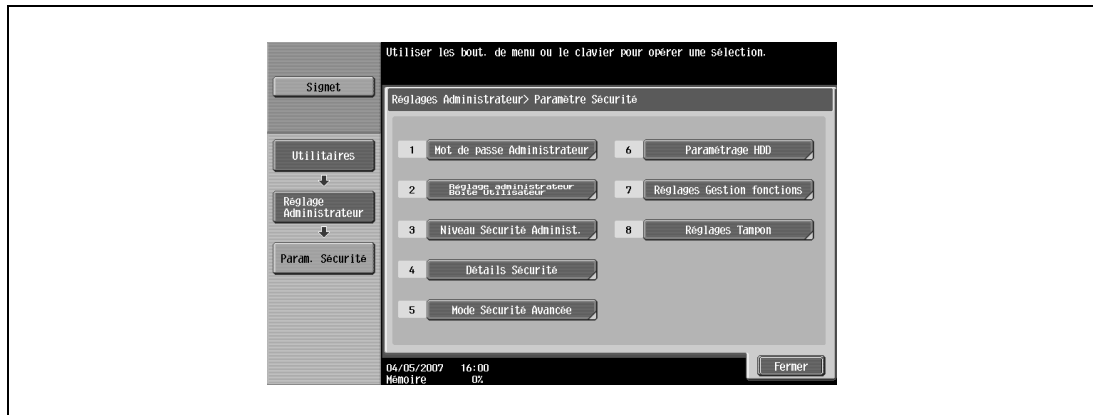 Utiliser les bout. de menu ou le clavier pour opérer une sélection.
Signet
Réglages Administrateur> Paramètre Sécurité
Utilitaires
Réglage
Administrateur
Param. Sécurité
1 Mot de passe Administrateur
2 Réglage administrateur
Boîte Utilisateur
3 Niveau Sécurité Administ.
4 Détails Sécurité
5 Mode Sécurité Avancée
6 Paramétrage HDD
7 Réglages Gestion fonctions
8 Réglages Tampon
04/05/2007 16:00
Mémoire 0%
Fermer